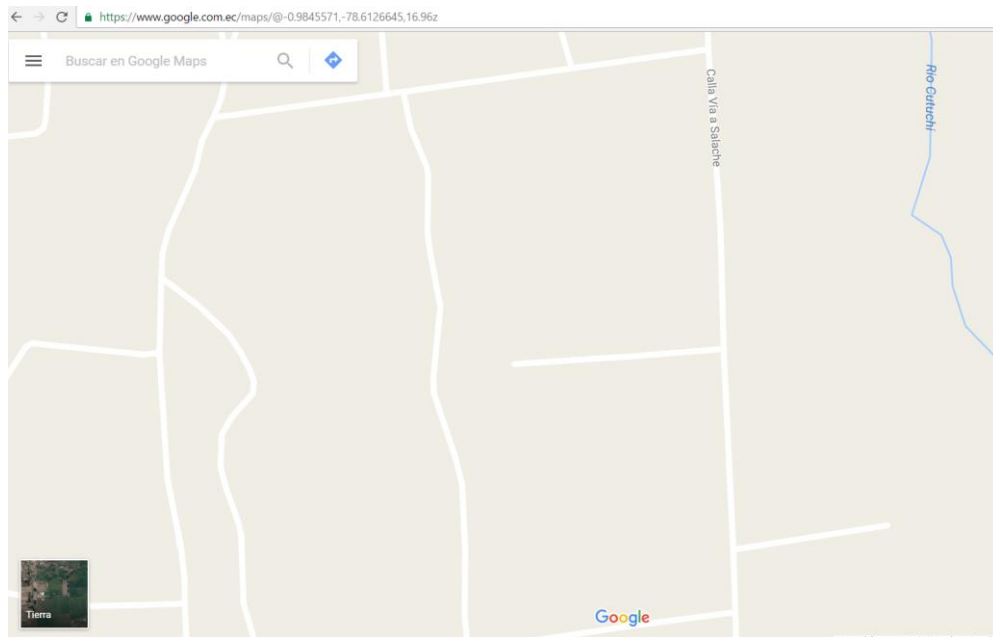 https://www.google.com.ec/maps/@-0.9845571,-78.6126645,16.96z
Buscar en Google Maps
Calla Vía a Salache
Rio Cutuchi
Tierra
Google